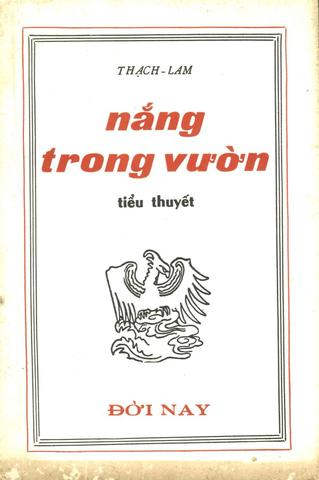 THẠCH-LAM
nắng
trong vườn
tiểu thuyết
ĐỜI NAY